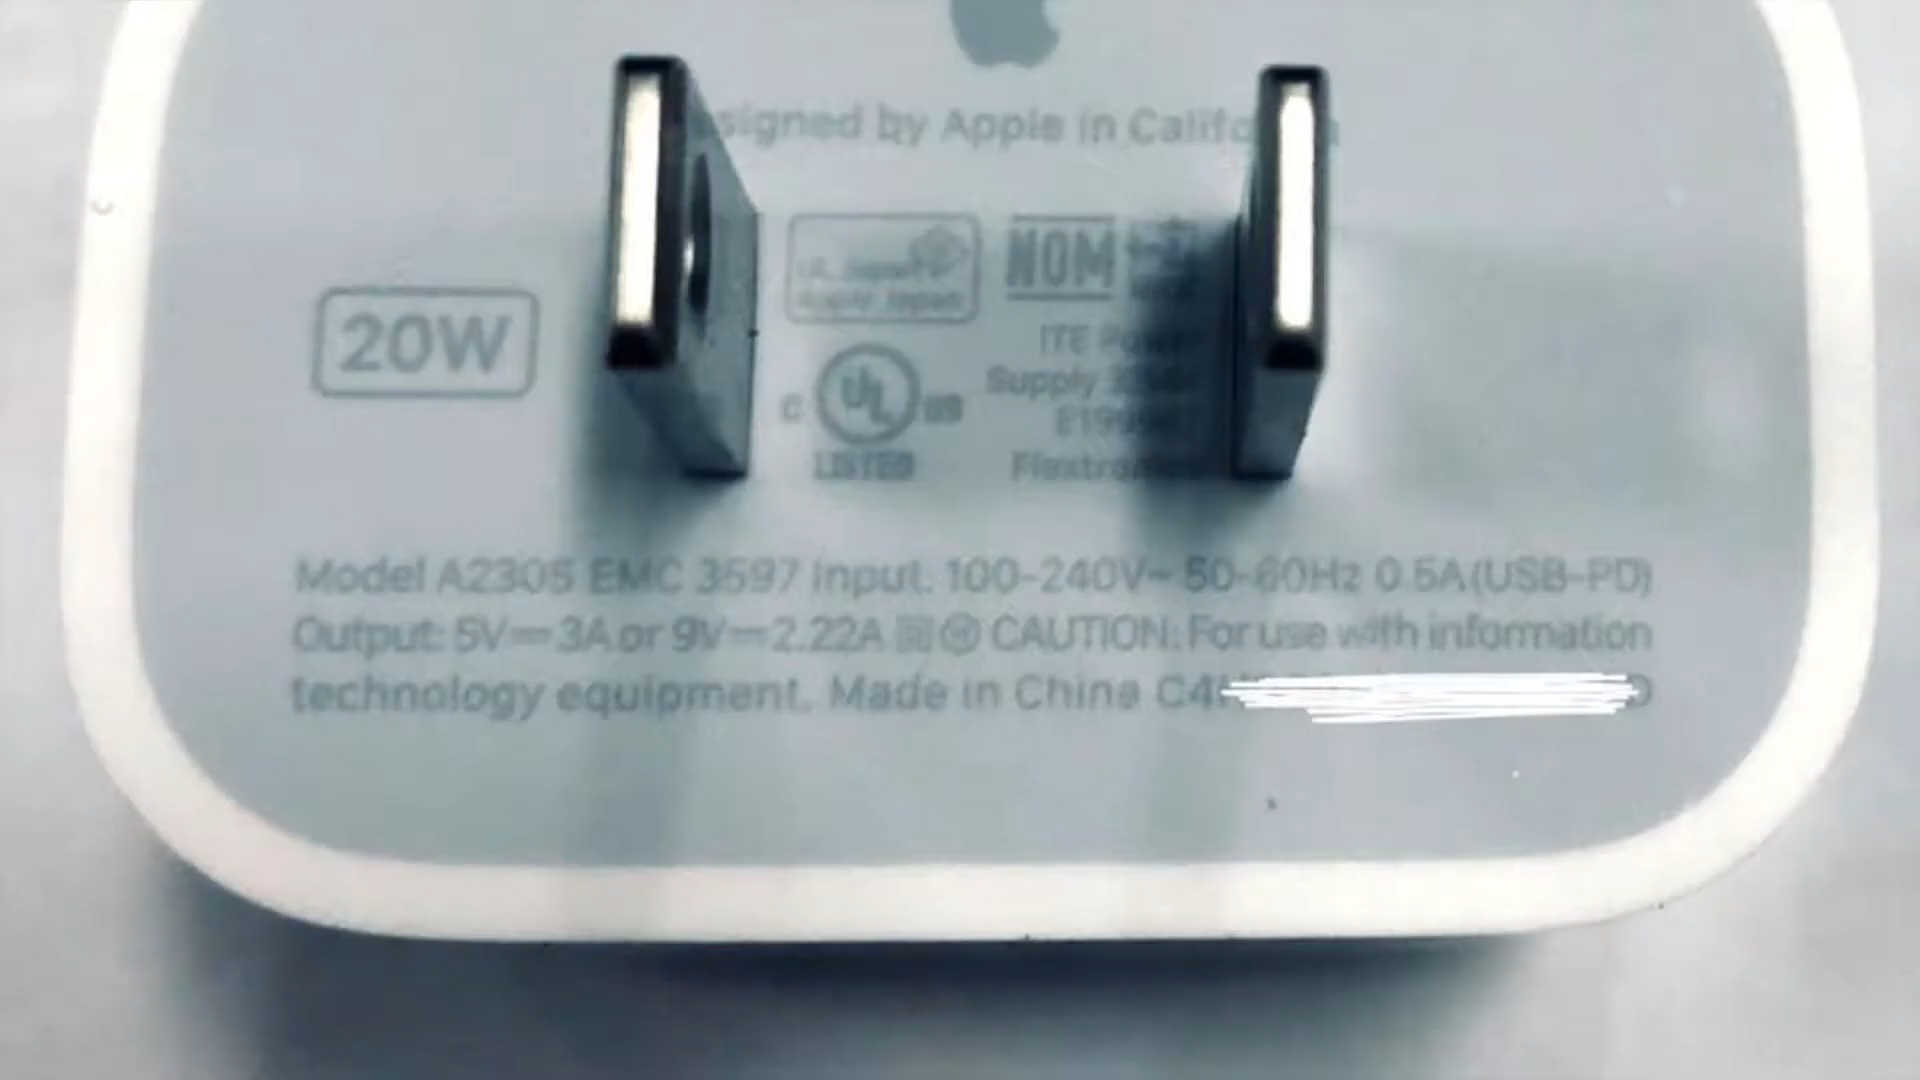 signed by Apple in Califo
20W
NOM
UL
LISTED
ITE Power
Supply
Model A2305 EMC 3597 Input: 100-240V~ 50-60Hz 0.5A(USB-PD)
Output: 5V⎓3A or 9V⎓2.22A CAUTION: For use with information
technology equipment. Made in China